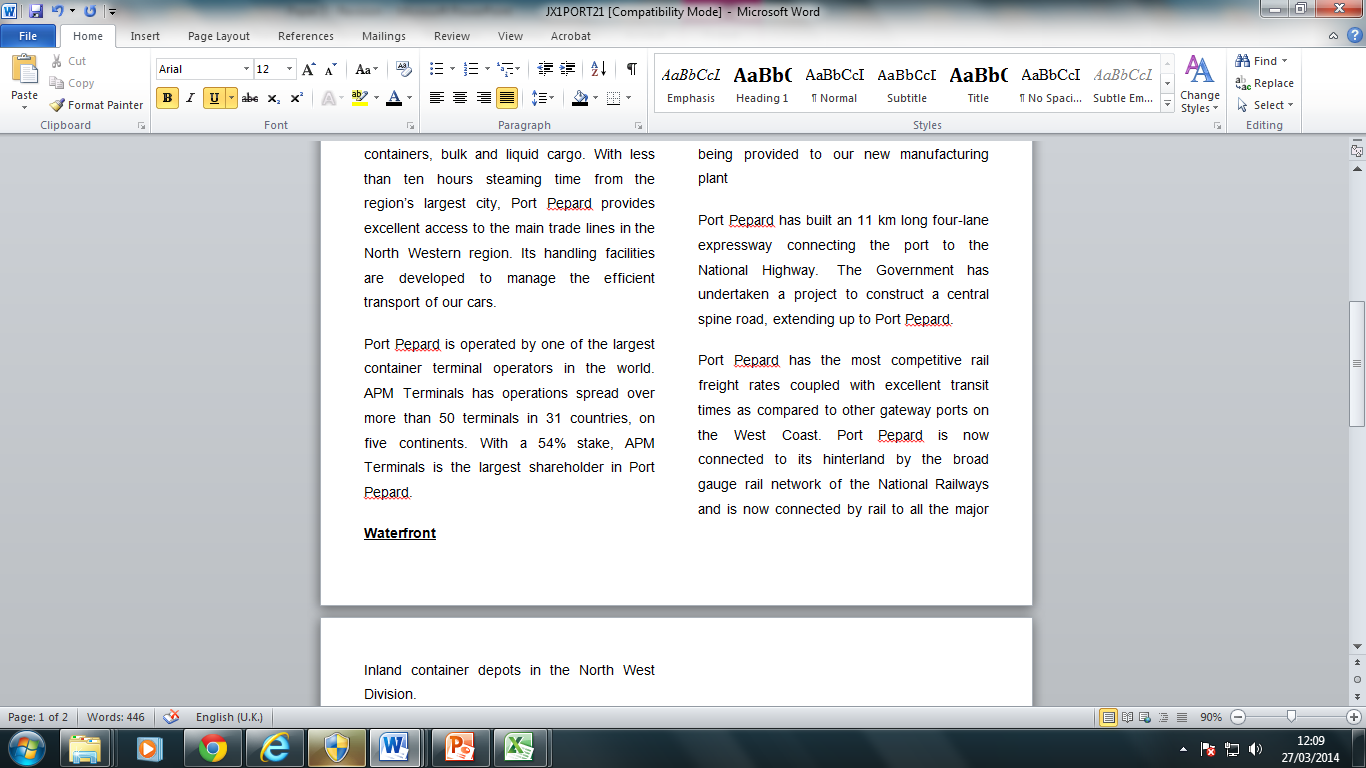 JX1PORT21 [Compatibility Mode] - Microsoft Word
File Home Insert Page Layout References Mailings Review View Acrobat
Paste
Cut
Copy
Format Painter
Clipboard
Arial 12
Font
Paragraph
AaBbCcI AaBbC AaBbCcI AaBbCcI AaBbC AaBbCcI AaBbCcI
Emphasis Heading 1 ¶ Normal Subtitle Title ¶ No Spaci... Subtle Em...
Change Styles
Styles
Find
Replace
Select
Editing
containers, bulk and liquid cargo. With less
than ten hours steaming time from the
region's largest city, Port Pepard provides
excellent access to the main trade lines in the
North Western region. Its handling facilities
are developed to manage the efficient
transport of our cars.
Port Pepard is operated by one of the largest
container terminal operators in the world.
APM Terminals has operations spread over
more than 50 terminals in 31 countries, on
five continents. With a 54% stake, APM
Terminals is the largest shareholder in Port
Pepard.
Waterfront
being provided to our new manufacturing
plant
Port Pepard has built an 11 km long four-lane
expressway connecting the port to the
National Highway. The Government has
undertaken a project to construct a central
spine road, extending up to Port Pepard.
Port Pepard has the most competitive rail
freight rates coupled with excellent transit
times as compared to other gateway ports on
the West Coast. Port Pepard is now
connected to its hinterland by the broad
gauge rail network of the National Railways
and is now connected by rail to all the major
Inland container depots in the North West
Division.
Page: 1 of 2 Words: 446 English (U.K.) 90%
12:09
27/03/2014